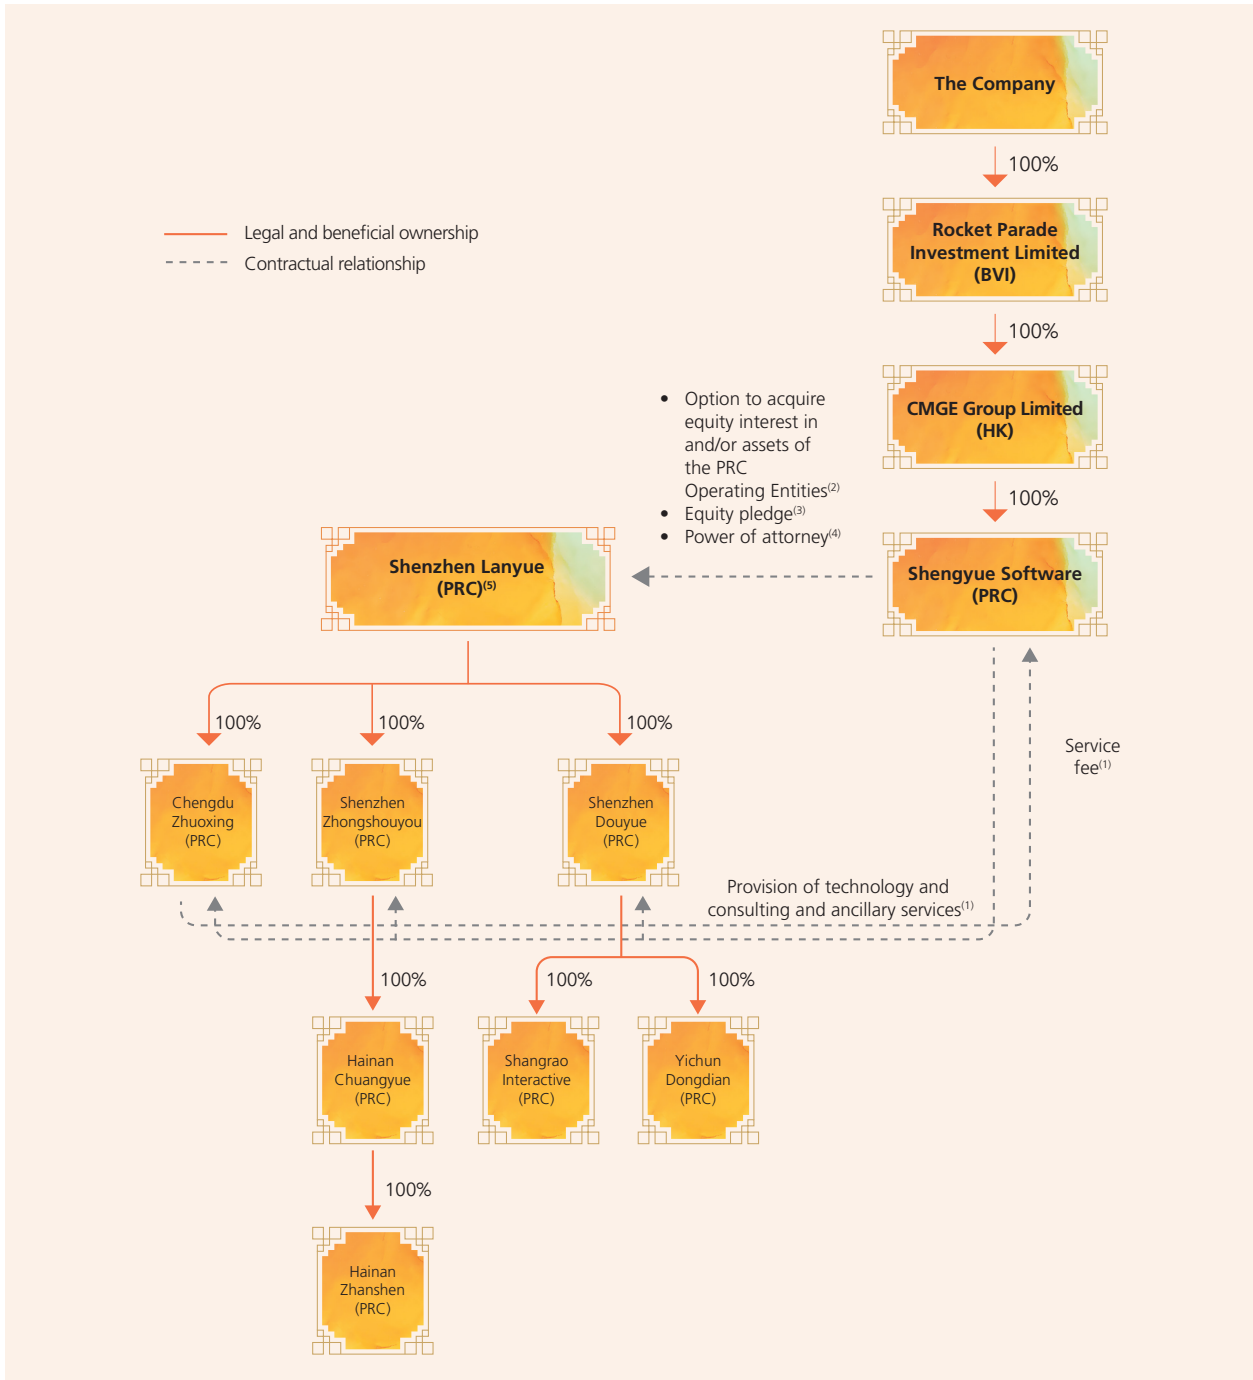 The Company
100%
Rocket Parade
Investment Limited
(BVI)
Legal and beneficial ownership
Contractual relationship
100%
CMGE Group Limited
(HK)
• Option to acquire
equity interest in
and/or assets of
the PRC
Operating Entities(2)
• Equity pledge(3)
• Power of attorney(4)
100%
Shenzhen Lanyue
(PRC)(5)
Shengyue Software
(PRC)
100%
100%
100%
Service
fee(1)
Chengdu
Zhuoxing
(PRC)
Shenzhen
Zhongshouyou
(PRC)
Shenzhen
Douyue
(PRC)
Provision of technology and
consulting and ancillary services(1)
100%
100%
100%
Hainan
Chuangyue
(PRC)
Shangrao
Interactive
(PRC)
Yichun
Dongdian
(PRC)
100%
Hainan
Zhanshen
(PRC)